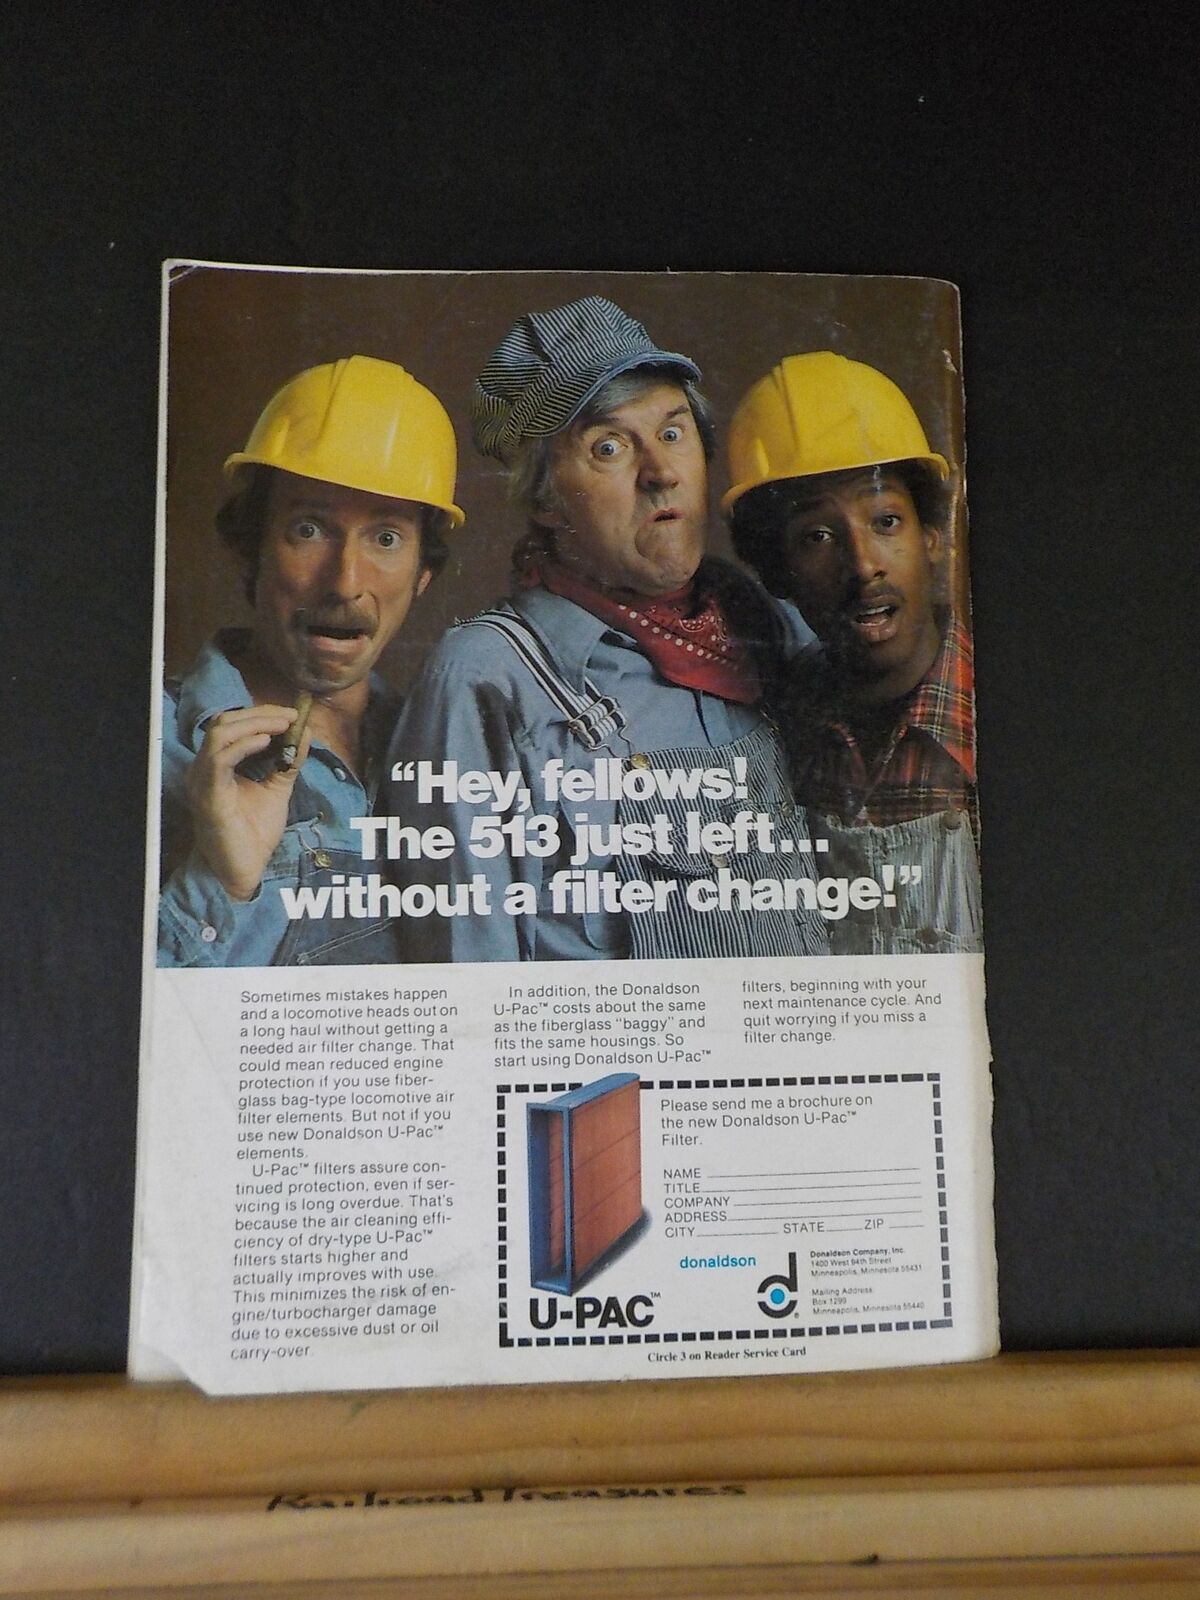 “Hey, fellows!
The 513 just left...
without a filter change!”
Sometimes mistakes happen
and a locomotive heads out on
a long haul without getting a
needed air filter change. That
could mean reduced engine
protection if you use fiber-
glass bag-type locomotive air
filter elements. But not if you
use new Donaldson U-Pac™
elements.
U-Pac™ filters assure con-
tinued protection, even if ser-
vicing is long overdue. That's
because the air cleaning effi-
ciency of dry-type U-Pac™
filters starts higher and
actually improves with use.
This minimizes the risk of en-
gine/turbocharger damage
due to excessive dust or oil
carry-over.
In addition, the Donaldson
U-Pac™ costs about the same
as the fiberglass "baggy" and
fits the same housings. So
start using Donaldson U-Pac™
filters, beginning with your
next maintenance cycle. And
quit worrying if you miss a
filter change.
Please send me a brochure on
the new Donaldson U-Pac™
Filter.
NAME
TITLE
COMPANY
ADDRESS
CITY STATE ZIP
U-PAC™
donaldson
d®
Donaldson Company, Inc.
1400 West 94th Street
Minneapolis, Minnesota 55431
Mailing Address
Box 1299
Minneapolis, Minnesota 55440
Circle 3 on Reader Service Card
Railroad Treasures